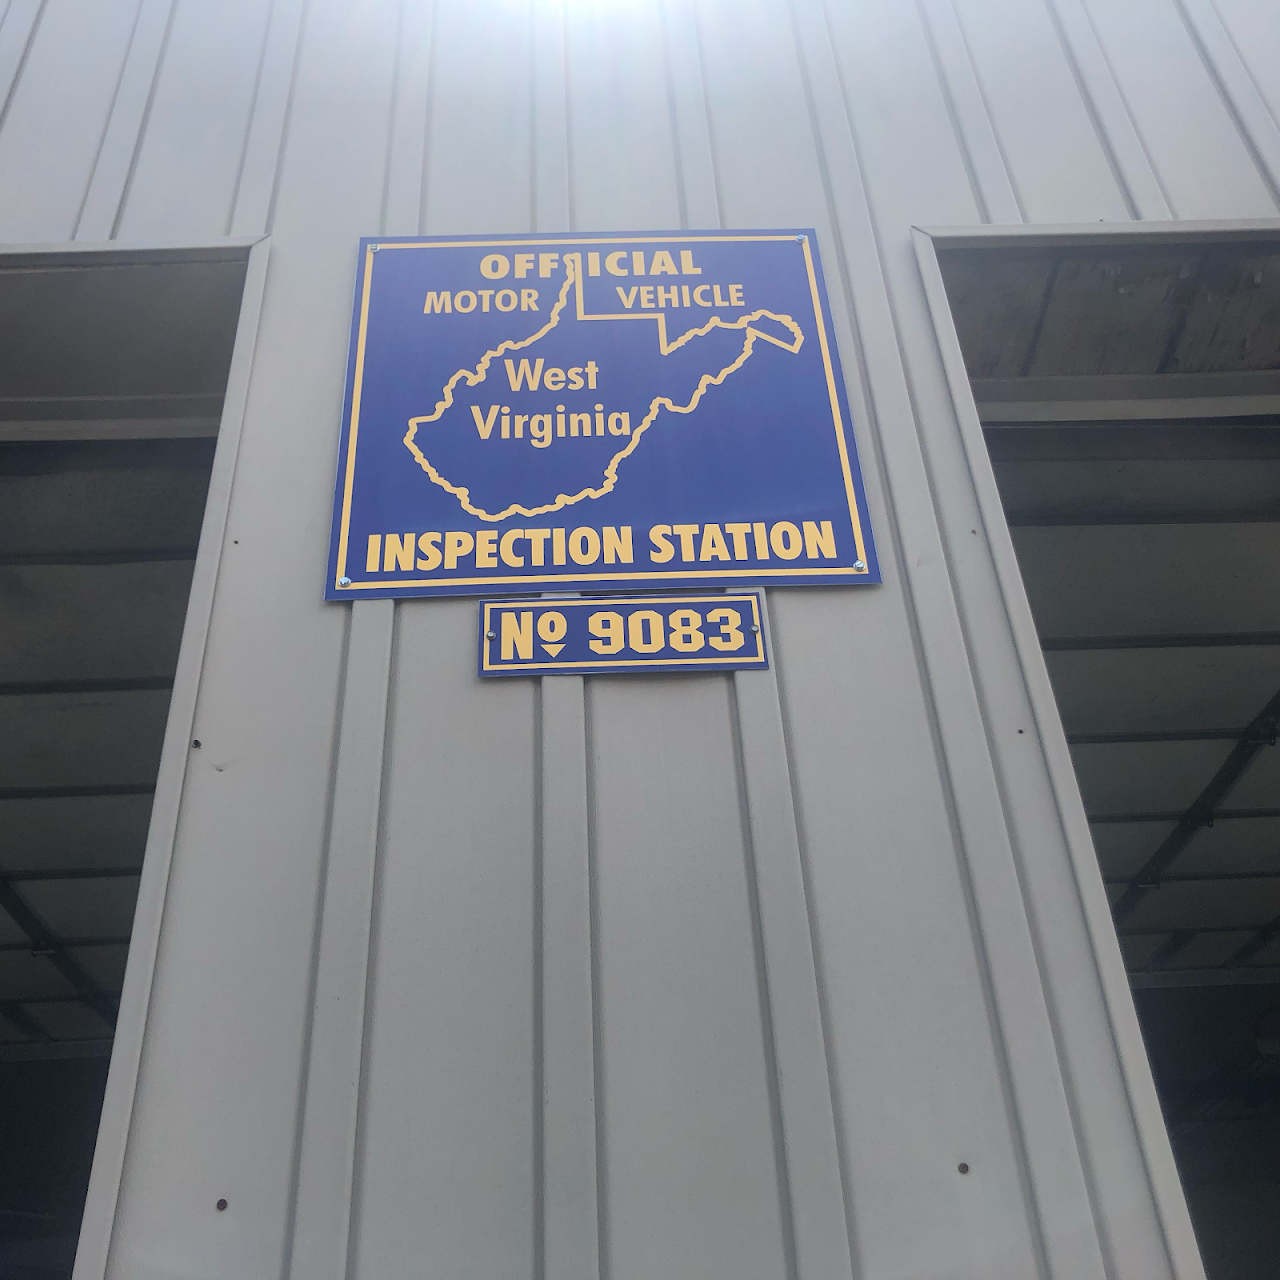 OFFICIAL
MOTOR VEHICLE
West
Virginia
INSPECTION STATION
Nº 9083